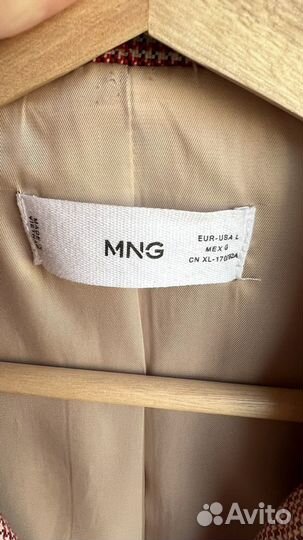 MNG
EUR-USA L
MEX G
CN XL-170/92A
Avito